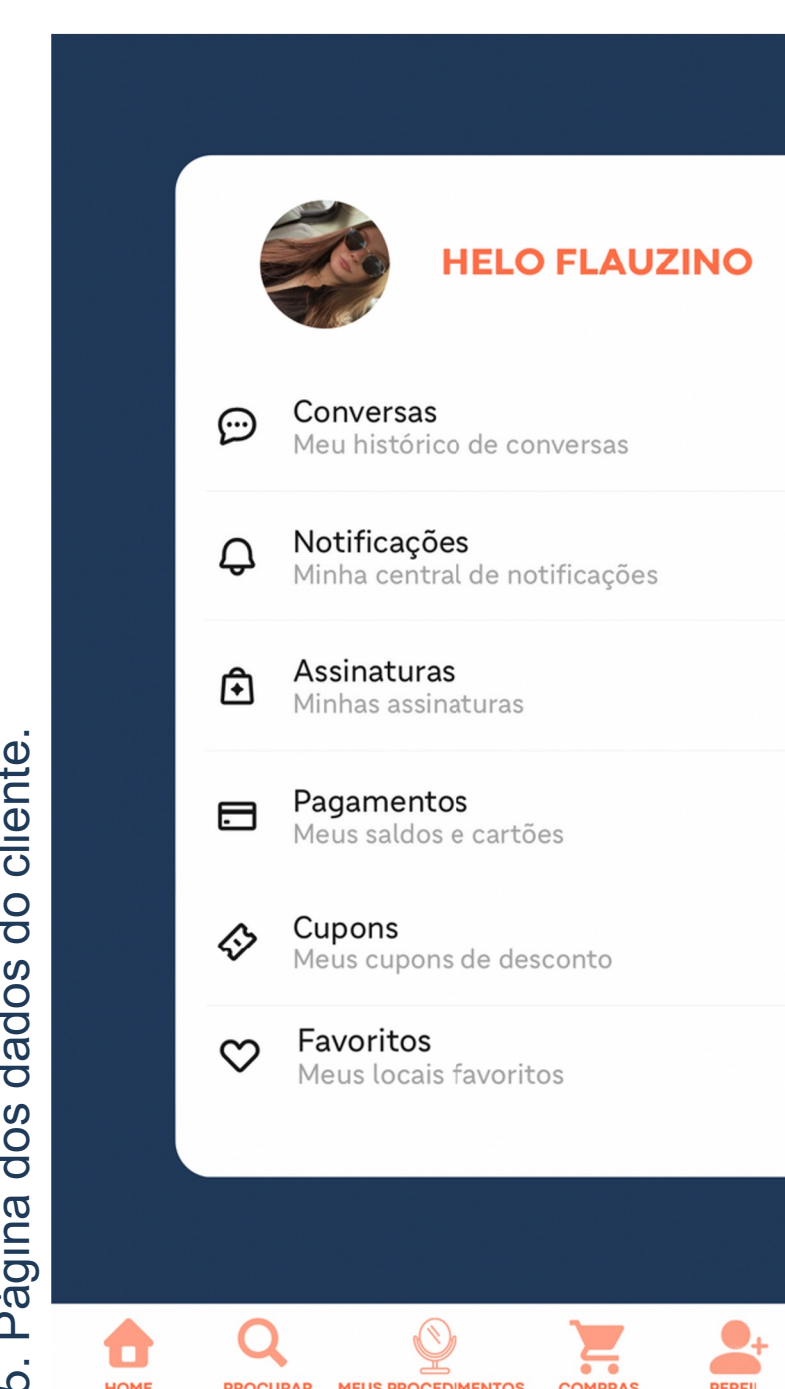 HELO FLAUZINO
Conversas
Meu histórico de conversas
Notificações
Minha central de notificações
Assinaturas
Minhas assinaturas
Pagamentos
Meus saldos e cartões
Cupons
Meus cupons de desconto
Favoritos
Meus locais favoritos
HOME PROCURAR MEUS PROCEDIMENTOS COMPRAS PERFIL
Página dos dados do cliente.